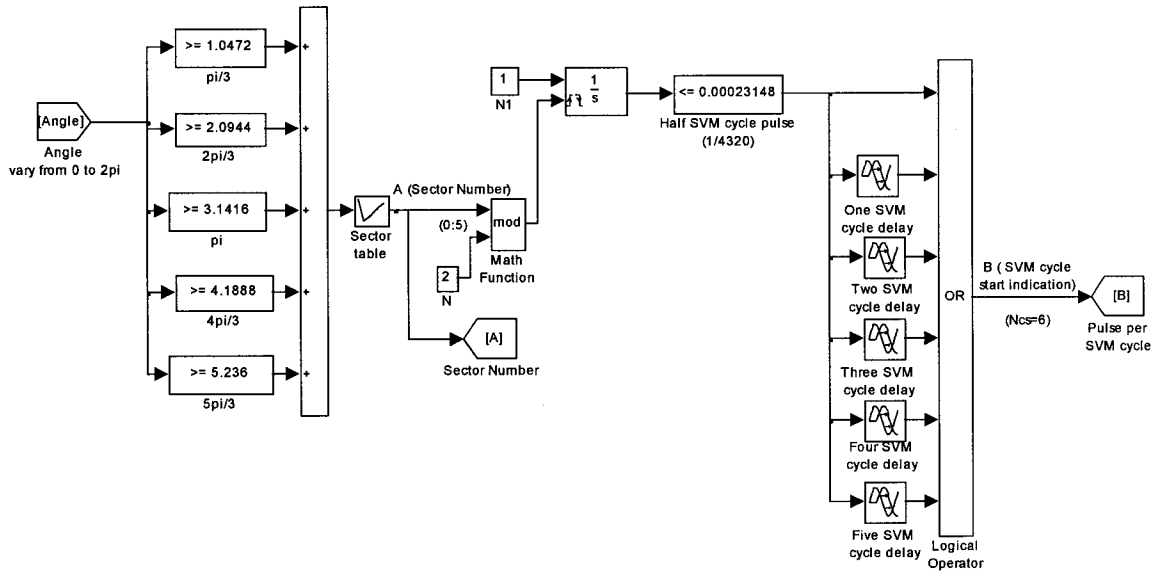 [Angle]
Angle
vary from 0 to 2pi
>= 1.0472
pi/3
>= 2.0944
2pi/3
>= 3.1416
pi
>= 4.1888
4pi/3
>= 5.236
5pi/3
+
+
+
+
+
Sector
table
A (Sector Number)
(0:5)
2
N
mod
Math
Function
[A]
Sector Number
1
N1
1
s
<= 0.00023148
Half SVM cycle pulse
(1/4320)
One SVM
cycle delay
Two SVM
cycle delay
Three SVM
cycle delay
Four SVM
cycle delay
Five SVM
cycle delay
OR
Logical
Operator
B ( SVM cycle
start indication)
(Ncs=6)
[B]
Pulse per
SVM cycle